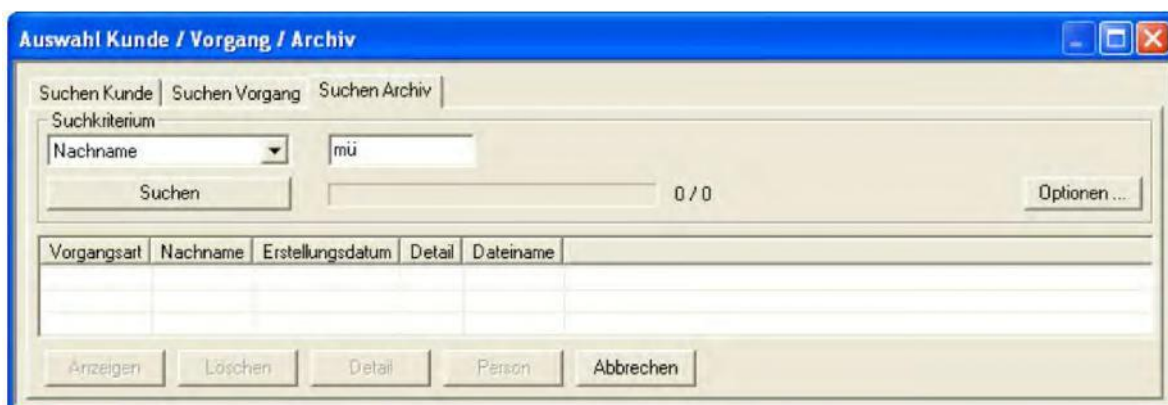 Auswahl Kunde / Vorgang / Archiv
Suchen Kunde Suchen Vorgang Suchen Archiv
Suchkriterium
Nachname mü
Suchen 0 / 0 Optionen ...
Vorgangsart Nachname Erstellungsdatum Detail Dateiname
Anzeigen Löschen Detail Person Abbrechen